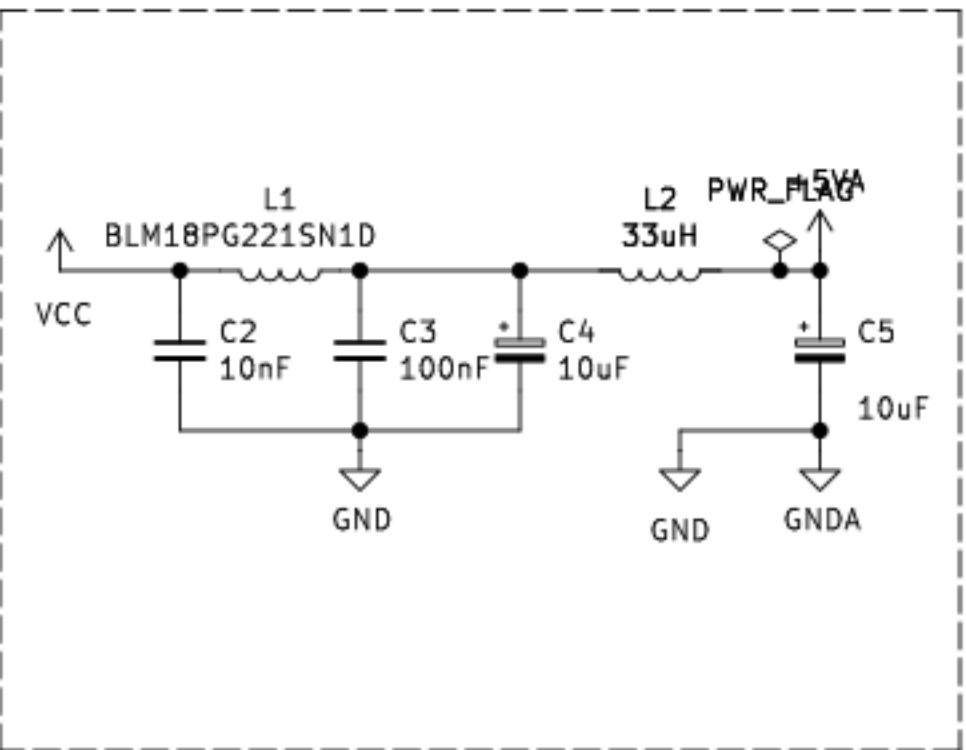 L1
BLM18PG221SN1D
L2
33uH
PWR_FLAG
+5VA
VCC
C2
10nF
C3
100nF
+
C4
10uF
+
C5
10uF
GND
GND
GNDA